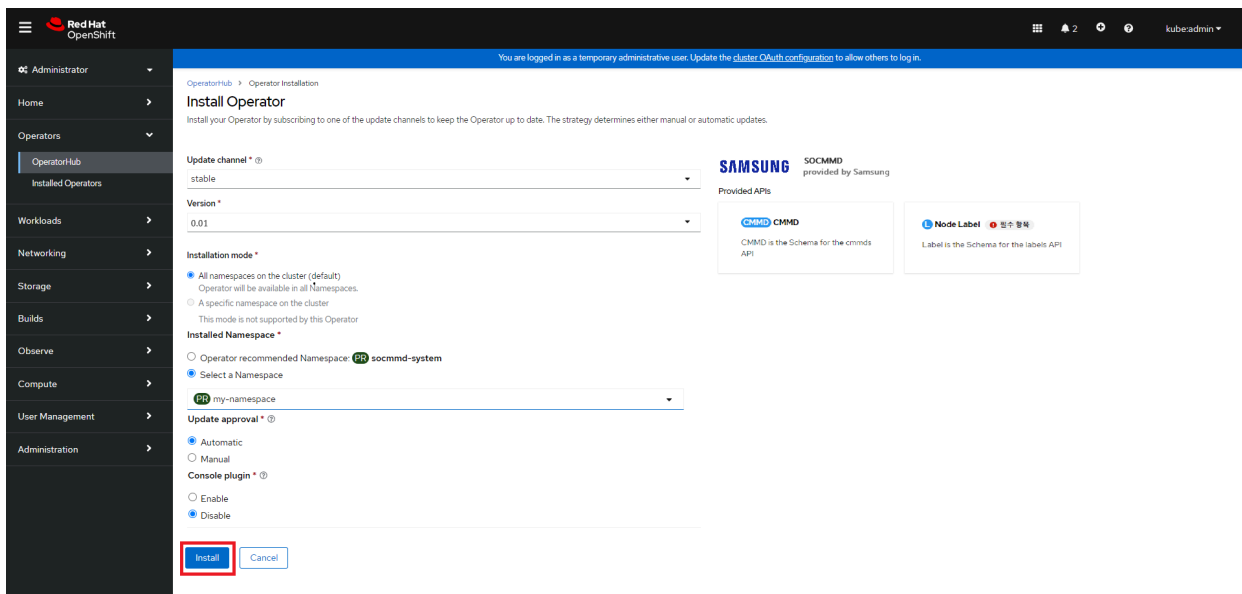 Red Hat
OpenShift
2
kube:admin
Administrator
Home
Operators
OperatorHub
Installed Operators
Workloads
Networking
Storage
Builds
Observe
Compute
User Management
Administration
You are logged in as a temporary administrative user. Update the cluster OAuth configuration to allow others to log in.
OperatorHub > Operator Installation
Install Operator
Install your Operator by subscribing to one of the update channels to keep the Operator up to date. The strategy determines either manual or automatic updates.
Update channel *
stable
Version *
0.01
Installation mode *
All namespaces on the cluster (default)
Operator will be available in all Namespaces.
A specific namespace on the cluster
This mode is not supported by this Operator
Installed Namespace *
Operator recommended Namespace: PR socmmd-system
Select a Namespace
PR my-namespace
Update approval *
Automatic
Manual
Console plugin *
Enable
Disable
Install
Cancel
SAMSUNG
SOCMMD
provided by Samsung
Provided APIs
CMMD CMMD
CMMD is the Schema for the cmmds
API
L Node Label 필수 항목
Label is the Schema for the labels API